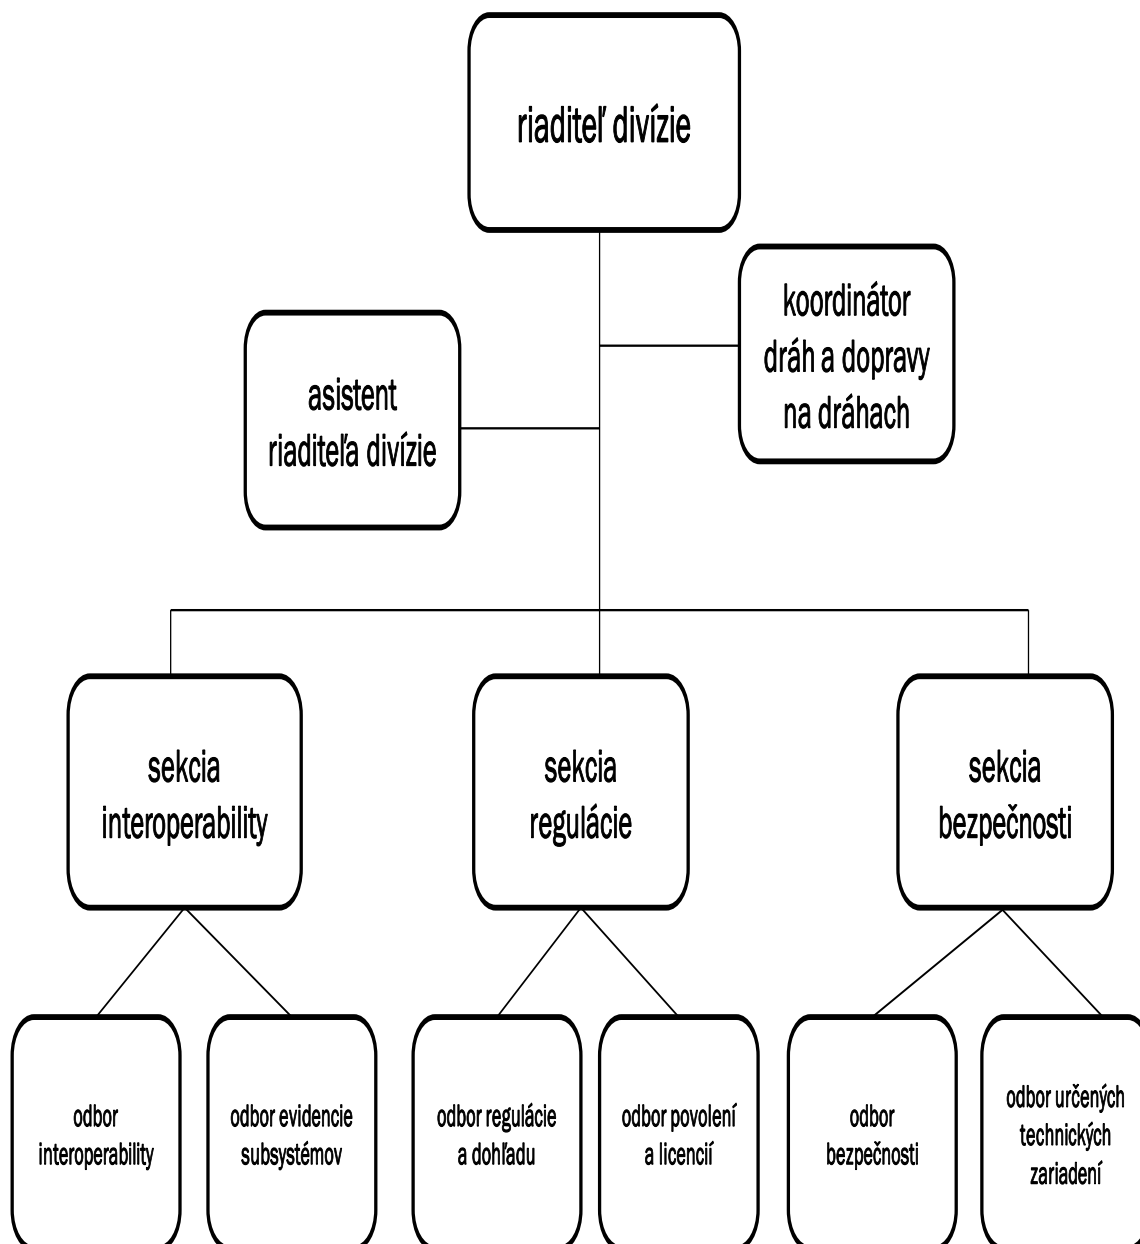 riaditeľ divízie
koordinátor
dráh a dopravy
na dráhach
asistent
riaditeľa divízie
sekcia
interoperability
sekcia
regulácie
sekcia
bezpečnosti
odbor
interoperability
odbor evidencie
subsystémov
odbor regulácie
a dohľadu
odbor povolení
a licencií
odbor
bezpečnosti
odbor určených
technických
zariadení